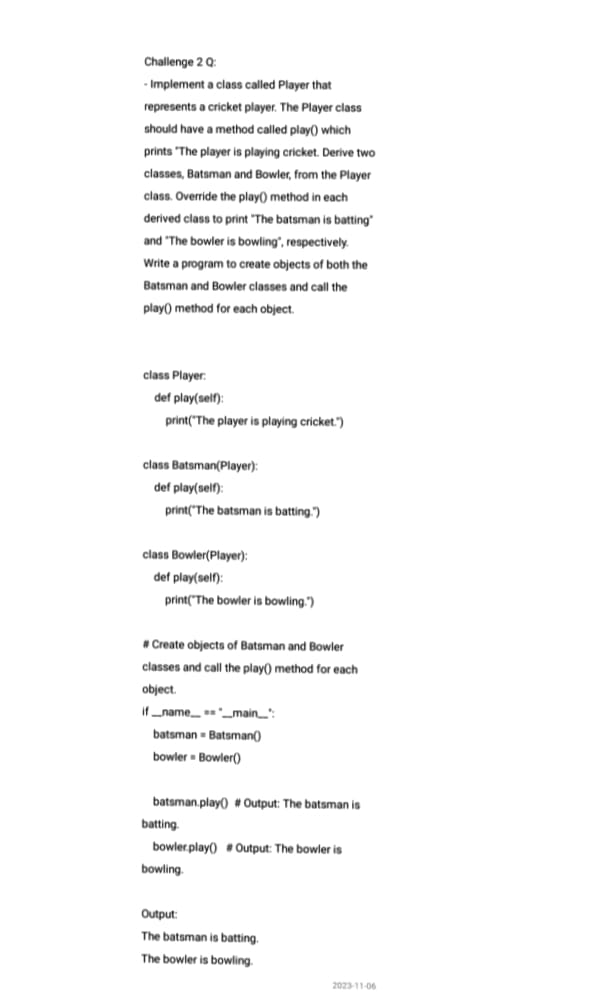 Challenge 2 Q:
- Implement a class called Player that
represents a cricket player. The Player class
should have a method called play() which
prints "The player is playing cricket. Derive two
classes, Batsman and Bowler, from the Player
class. Override the play() method in each
derived class to print "The batsman is batting"
and "The bowler is bowling", respectively.
Write a program to create objects of both the
Batsman and Bowler classes and call the
play() method for each object.
class Player:
def play(self):
print("The player is playing cricket.")
class Batsman(Player):
def play(self):
print("The batsman is batting.")
class Bowler(Player):
def play(self):
print("The bowler is bowling.")
# Create objects of Batsman and Bowler
classes and call the play() method for each
object.
if __name__ == "__main__":
batsman = Batsman()
bowler = Bowler()
batsman.play() # Output: The batsman is
batting.
bowler.play() # Output: The bowler is
bowling.
Output:
The batsman is batting.
The bowler is bowling.
2023-11-06